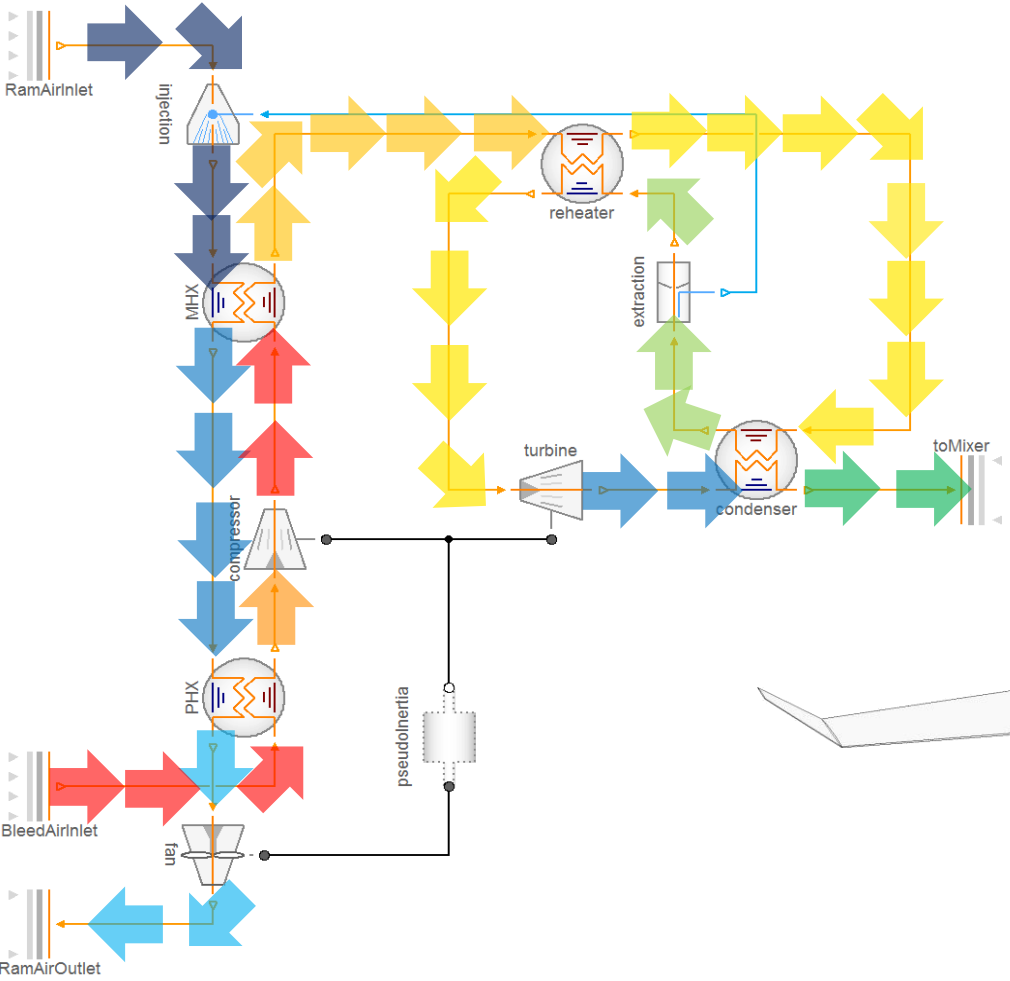 RamAirInlet
injection
reheater
MHX
extraction
turbine
toMixer
condenser
compressor
PHX
pseudoInertia
BleedAirInlet
fan
RamAirOutlet